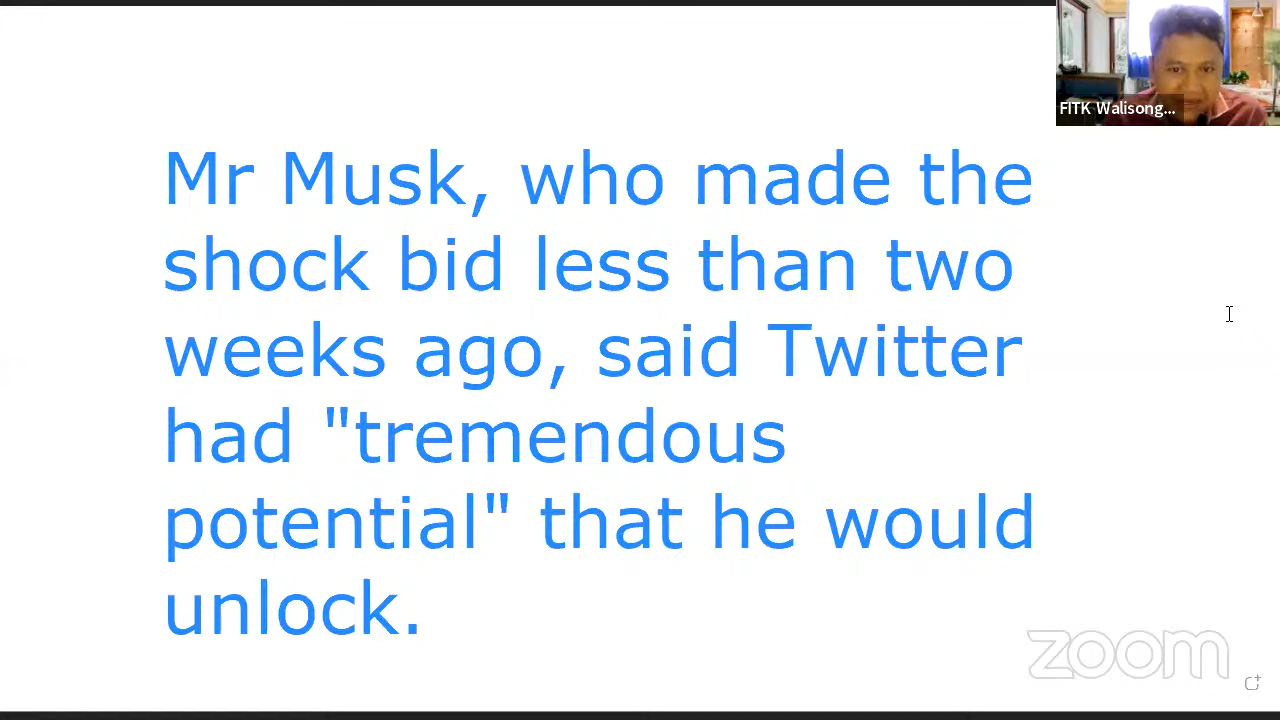 FITK Walisong...
Mr Musk, who made the
shock bid less than two
weeks ago, said Twitter
had "tremendous
potential" that he would
unlock.
zoom